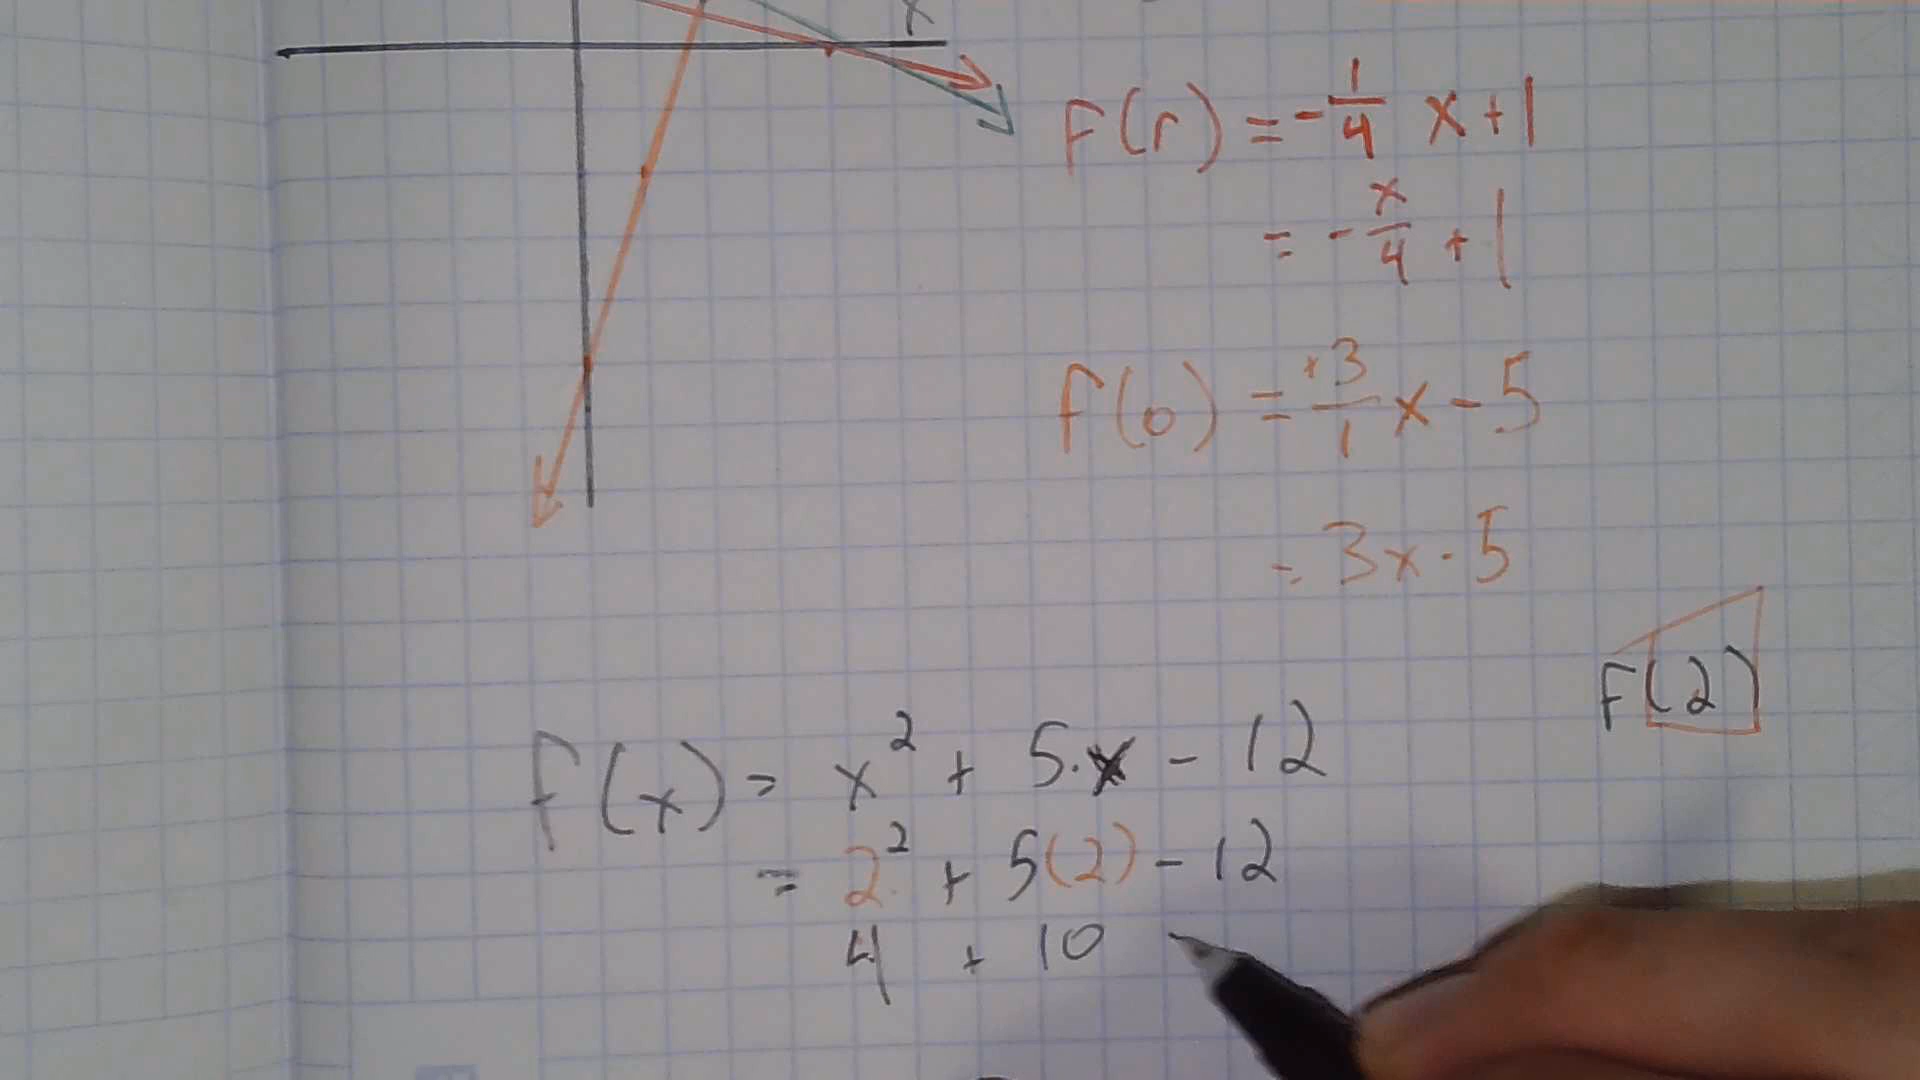 x
F(r) = -1/4 x + 1
= - x/4 + 1
f(o) = +3/1 x - 5
= 3x - 5
F(2)
f(x) = x² + 5·x - 12
= 2² + 5(2) - 12
4 + 10 -